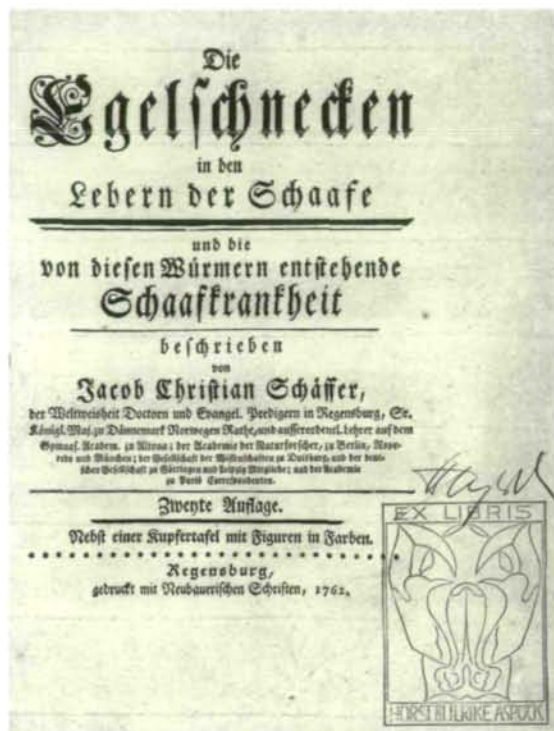 Die
Egelschnecken
in den
Lebern der Schaafe
und die
von diesen Würmern entstehende
Schaafkrankheit
beschrieben
von
Jacob Christian Schäffer,
der Weltweisheit Doctorn und Evangel. Predigern in Regensburg, Sr.
Königl. Maj. zu Dännemark Norwegen Rathe, und ausserordenel. Lehrer auf dem
Gymnas. Academ. zu Altona; der Academie der Naturforscher, zu Berlin, Rove-
redo und München; der Gesellschaft der Wissenschaften zu Duisburg, und der deut-
schen Gesellschaft zu Göttingen und Leipzig Mitgliede; und der Academie
zu Paris Correspondenten.
Zweyte Auflage.
Nebst einer Kupfertafel mit Figuren in Farben.
Regensburg,
gedruckt mit Neubauerischen Schriften, 1762.
EX LIBRIS
HORST U. ULRIKE ASPÖCK